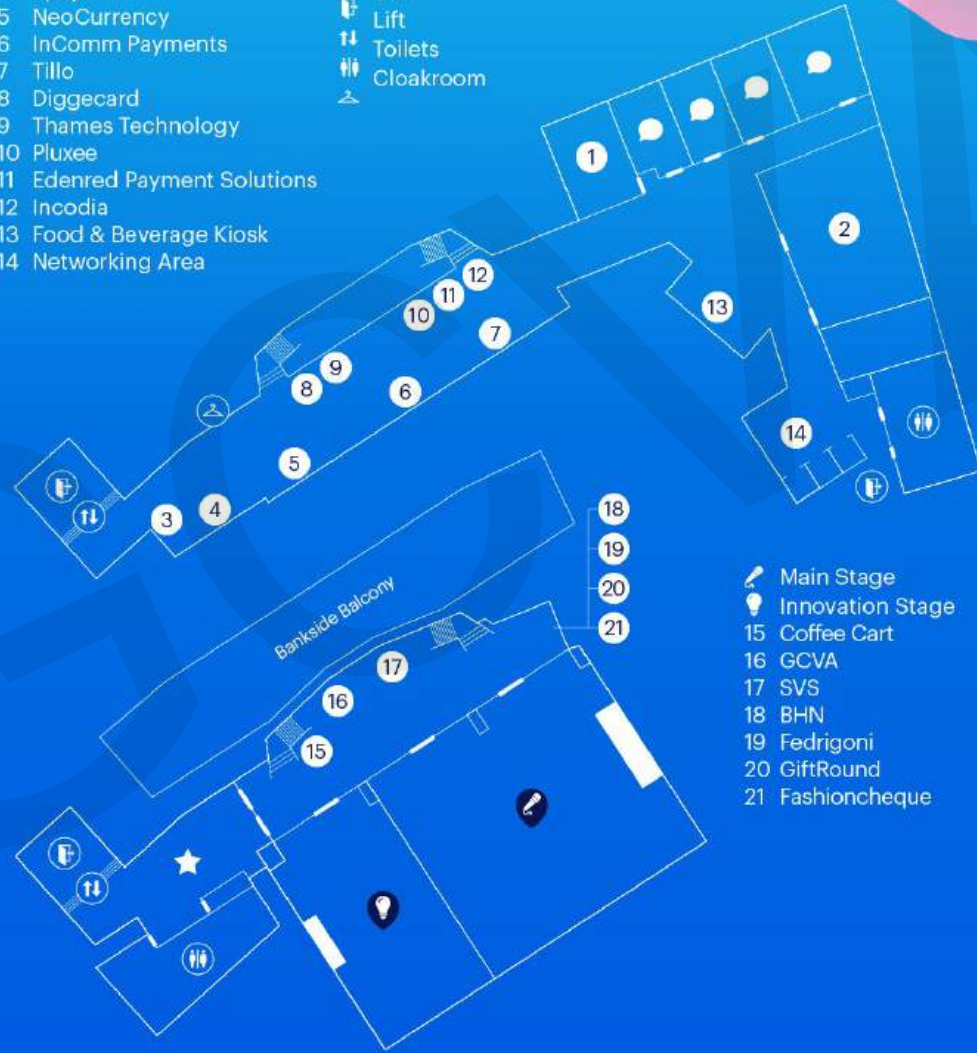 5 NeoCurrency
6 InComm Payments
7 Tillo
8 Diggecard
9 Thames Technology
10 Pluxee
11 Edenred Payment Solutions
12 Incodia
13 Food & Beverage Kiosk
14 Networking Area
Lift
Toilets
Cloakroom
1
2
12
11
10
13
7
9
8
6
14
5
4
3
Bankside Balcony
18
19
20
21
17
16
15
Main Stage
Innovation Stage
15 Coffee Cart
16 GCVA
17 SVS
18 BHN
19 Fedrigoni
20 GiftRound
21 Fashioncheque